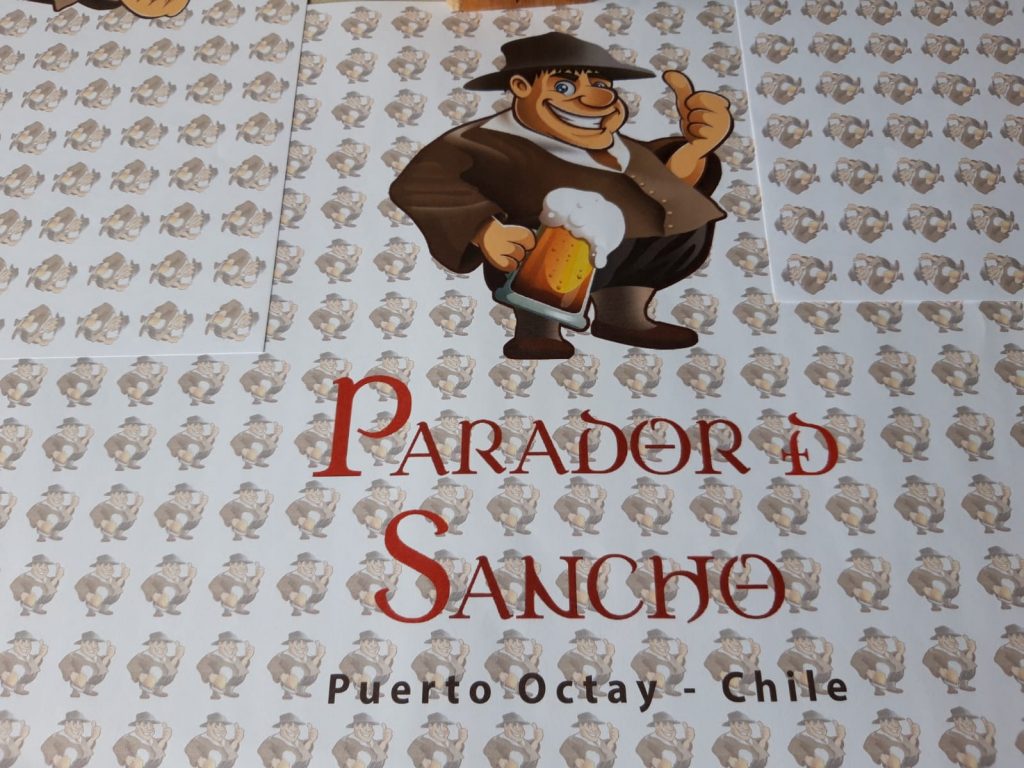 Parador D
Sancho
Puerto Octay - Chile